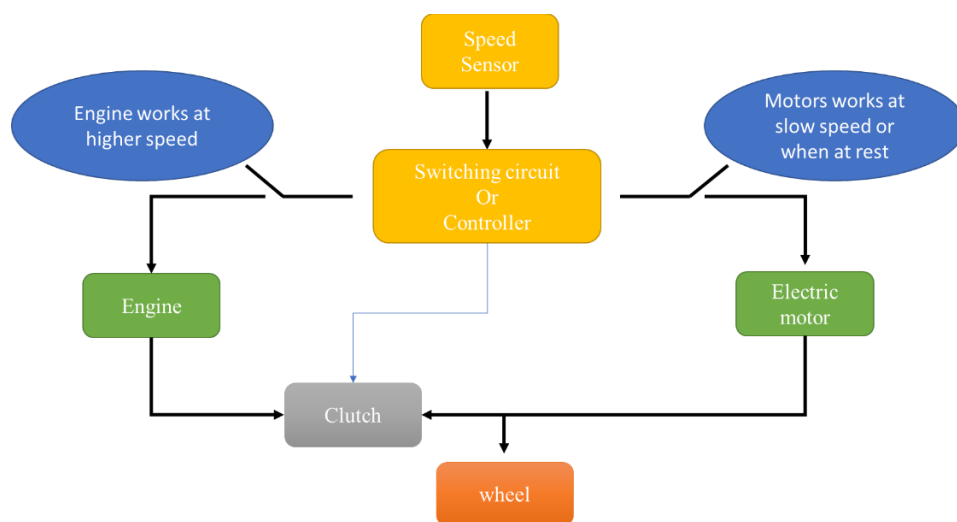 Speed
Sensor
Engine works at
higher speed
Motors works at
slow speed or
when at rest
Switching circuit
Or
Controller
Engine
Electric
motor
Clutch
wheel